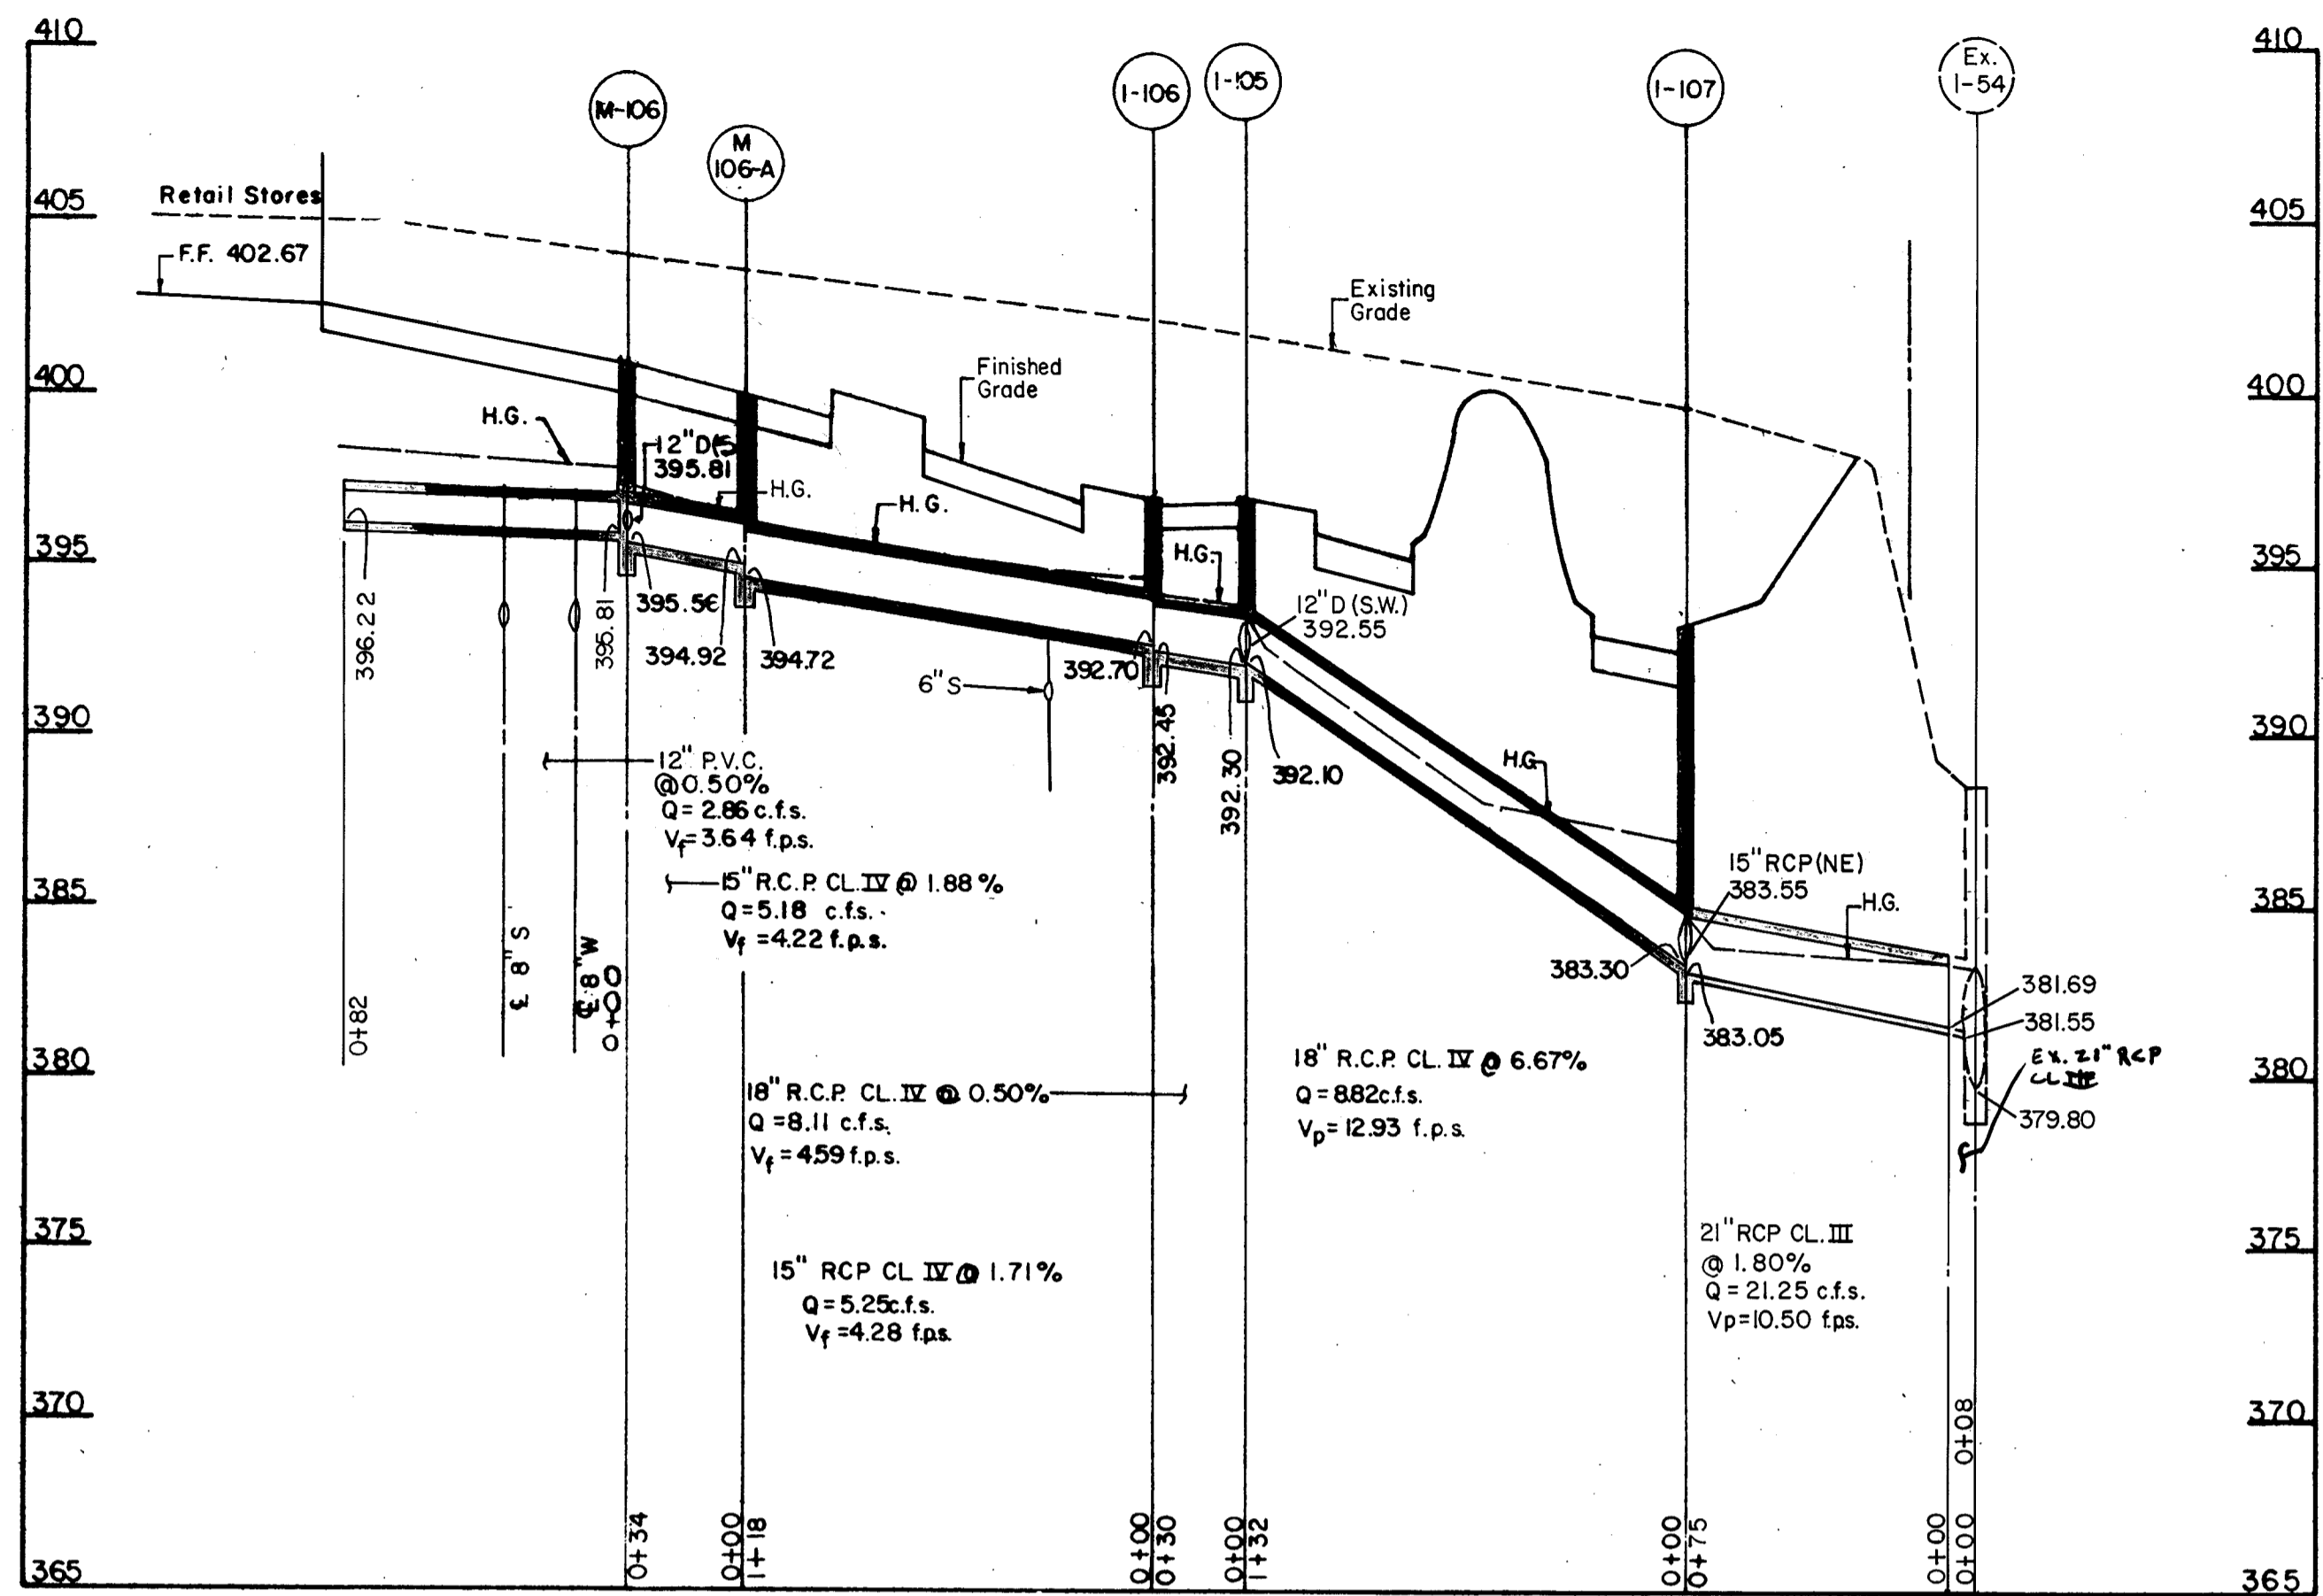 410
410
M-106
M
106-A
I-106
I-105
I-107
Ex.
I-54
405
405
Retail Stores
F.F. 402.67
Existing
Grade
Finished
Grade
400
400
H.G.
12"D(S
395.81
H.G.
H.G.
H.G.
12"D (S.W.)
392.55
395
395
396.22
395.81
395.56
394.92
394.72
6"S
392.70
392.45
392.30
392.10
390
390
12" P.V.C.
@ 0.50%
Q = 2.86 c.f.s.
Vf = 3.64 f.p.s.
H.G.
15" R.C.P. CL. IV @ 1.88%
Q = 5.18 c.f.s.
Vf = 4.22 f.p.s.
15" RCP (NE)
383.55
H.G.
385
385
℄ 8" S
℄ 8" W
0+00
0+82
383.30
383.05
381.69
381.55
Ex. 21" RCP
CL III
379.80
380
380
18" R.C.P. CL. IV @ 0.50%
Q = 8.11 c.f.s.
Vf = 4.59 f.p.s.
18" R.C.P. CL. IV @ 6.67%
Q = 8.82 c.f.s.
Vp = 12.93 f.p.s.
375
375
15" RCP CL IV @ 1.71%
Q = 5.25 c.f.s.
Vf = 4.28 f.p.s.
21" RCP CL. III
@ 1.80%
Q = 21.25 c.f.s.
Vp = 10.50 f.p.s.
370
370
0+34
0+00
1+18
0+00
0+30
0+00
1+32
0+00
0+75
0+00
0+00
0+08
365
365